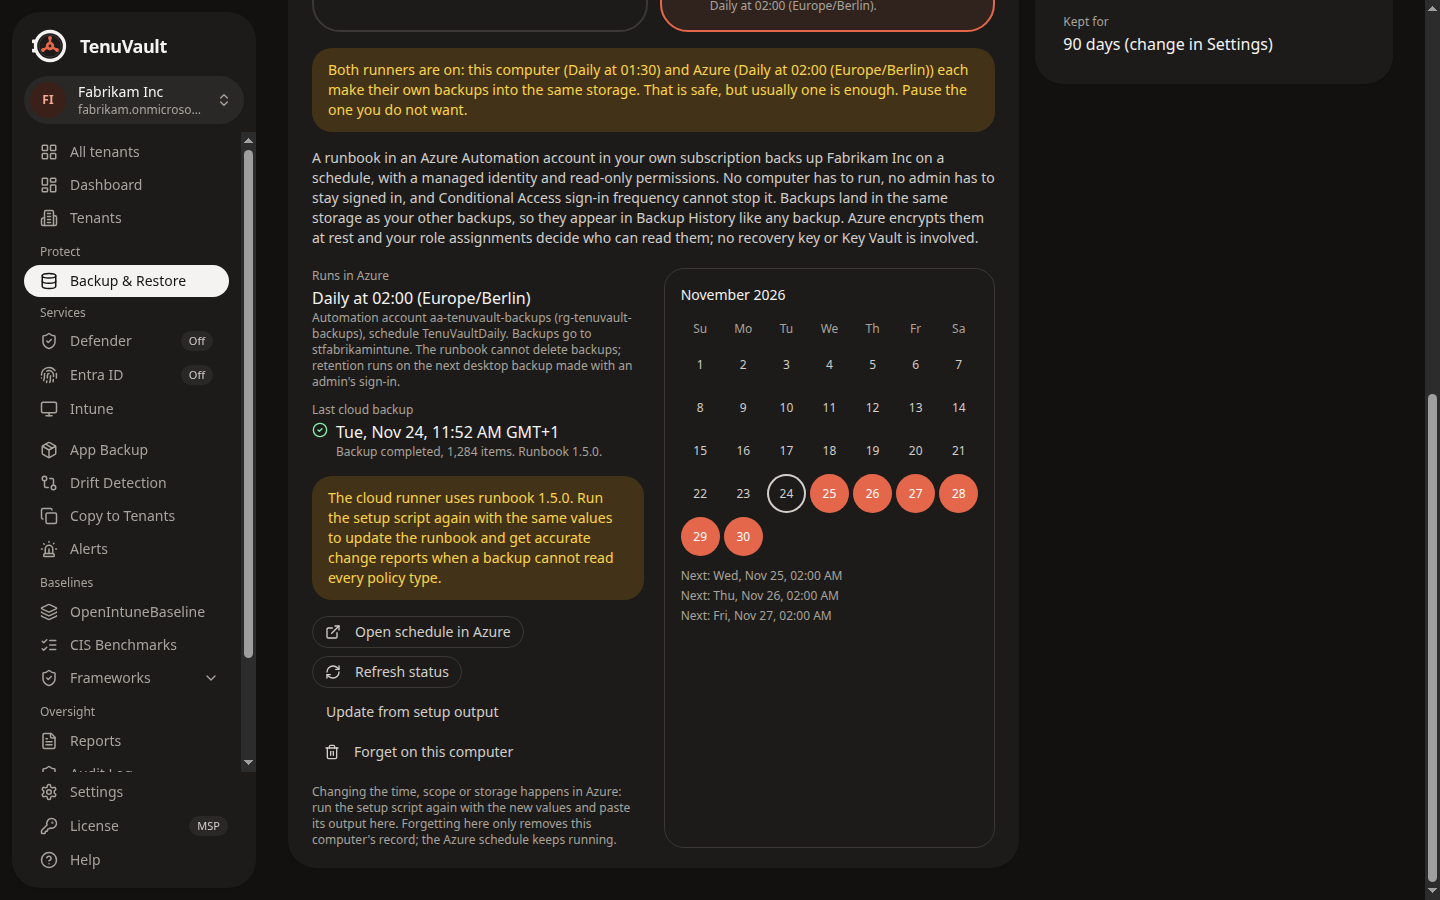 TenuVault
FI
Fabrikam Inc
fabrikam.onmicroso...
All tenants
Dashboard
Tenants
Protect
Backup & Restore
Services
Defender
Off
Entra ID
Off
Intune
App Backup
Drift Detection
Copy to Tenants
Alerts
Baselines
OpenIntuneBaseline
CIS Benchmarks
Frameworks
Oversight
Reports
Audit Log
Settings
License
MSP
Help
Daily at 02:00 (Europe/Berlin).
Both runners are on: this computer (Daily at 01:30) and Azure (Daily at 02:00 (Europe/Berlin)) each
make their own backups into the same storage. That is safe, but usually one is enough. Pause the
one you do not want.
A runbook in an Azure Automation account in your own subscription backs up Fabrikam Inc on a
schedule, with a managed identity and read-only permissions. No computer has to run, no admin has to
stay signed in, and Conditional Access sign-in frequency cannot stop it. Backups land in the same
storage as your other backups, so they appear in Backup History like any backup. Azure encrypts them
at rest and your role assignments decide who can read them; no recovery key or Key Vault is involved.
Runs in Azure
Daily at 02:00 (Europe/Berlin)
Automation account aa-tenuvault-backups (rg-tenuvault-
backups), schedule TenuVaultDaily. Backups go to
stfabrikamintune. The runbook cannot delete backups;
retention runs on the next desktop backup made with an
admin's sign-in.
Last cloud backup
Tue, Nov 24, 11:52 AM GMT+1
Backup completed, 1,284 items. Runbook 1.5.0.
The cloud runner uses runbook 1.5.0. Run
the setup script again with the same values
to update the runbook and get accurate
change reports when a backup cannot read
every policy type.
Open schedule in Azure
Refresh status
Update from setup output
Forget on this computer
Changing the time, scope or storage happens in Azure:
run the setup script again with the new values and paste
its output here. Forgetting here only removes this
computer's record; the Azure schedule keeps running.
November 2026
Su Mo Tu We Th Fr Sa
1 2 3 4 5 6 7
8 9 10 11 12 13 14
15 16 17 18 19 20 21
22 23 24 25 26 27 28
29 30
Next: Wed, Nov 25, 02:00 AM
Next: Thu, Nov 26, 02:00 AM
Next: Fri, Nov 27, 02:00 AM
Kept for
90 days (change in Settings)